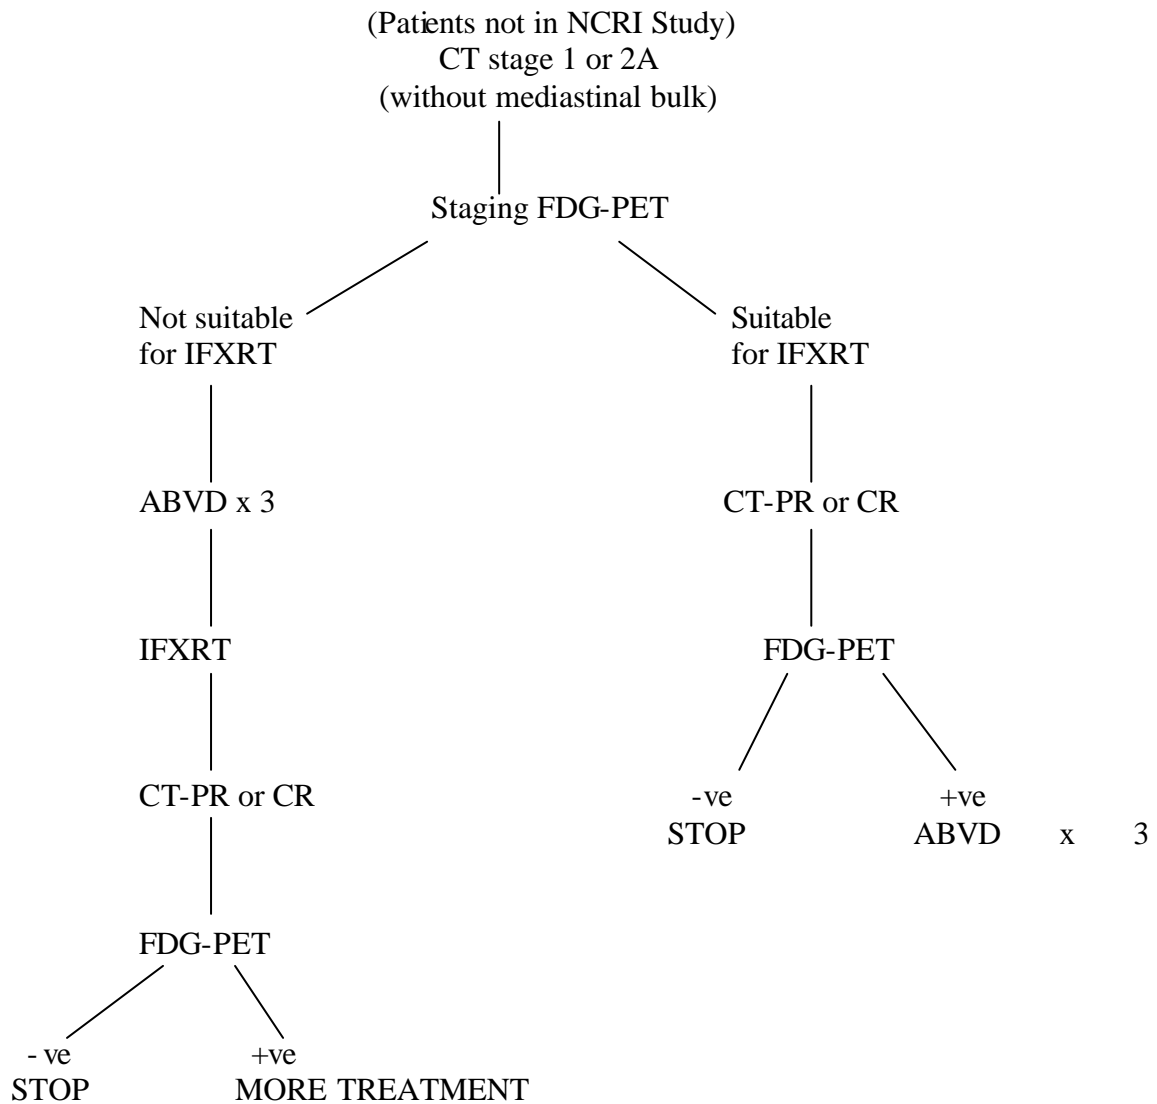 (Patients not in NCRI Study)
CT stage 1 or 2A
(without mediastinal bulk)
Staging FDG-PET
Not suitable
for IFXRT
ABVD x 3
IFXRT
CT-PR or CR
FDG-PET
- ve
STOP
+ve
MORE TREATMENT
Suitable
for IFXRT
CT-PR or CR
FDG-PET
-ve
STOP
+ve
ABVD x 3